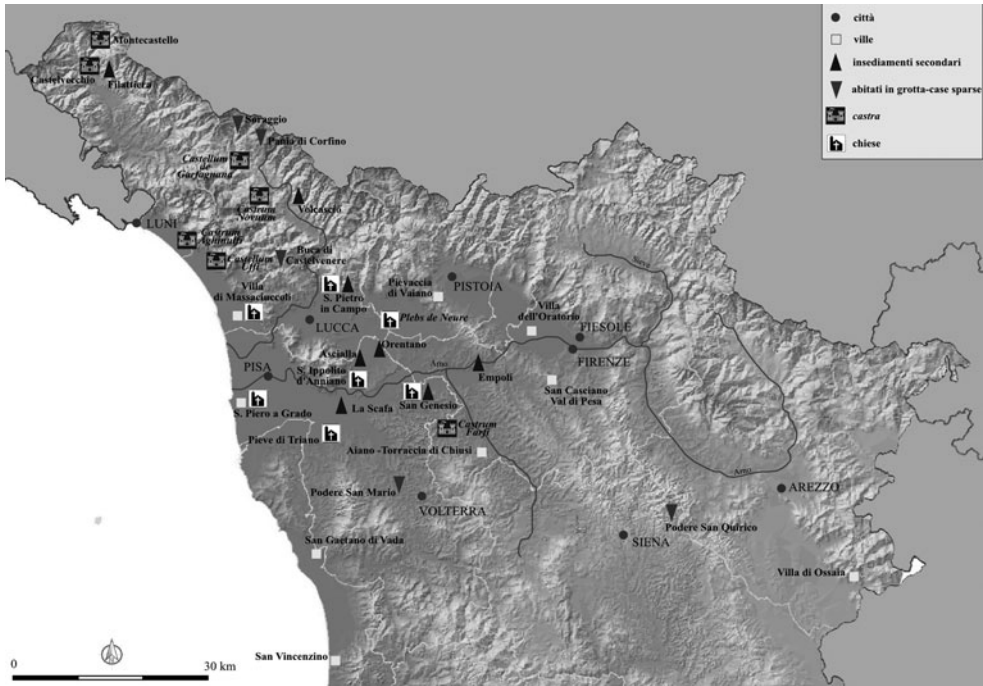 città
ville
insediamenti secondari
abitati in grotta-case sparse
castra
chiese
Montecastello
Castelvecchio
Filattiera
Soraggio
Pania di Corfino
Castellum
de
Garfagnana
Castrum
Novum
Volcascio
LUNI
Castrum
Aghinulfi
Castellum
Uffi
Buca di
Castelvenere
Villa
di Massaciuccoli
S. Pietro
in Campo
LUCCA
Pievaccia
di Vaiano
PISTOIA
Plebs de Neure
Villa
dell'Oratorio
Sieve
FIESOLE
FIRENZE
Orentano
Ascialla
Arno
Empoli
PISA
S. Ippolito
d'Anniano
San Casciano
Val di Pesa
S. Piero a Grado
La Scafa
San Genesio
Castrum
Faolfi
Pieve di Triano
Aiano -Torraccia di Chiusi
Arno
AREZZO
Podere San Mario
VOLTERRA
Podere San Quirico
SIENA
San Gaetano di Vada
Villa di Ossaia
San Vincenzino
0
30 km